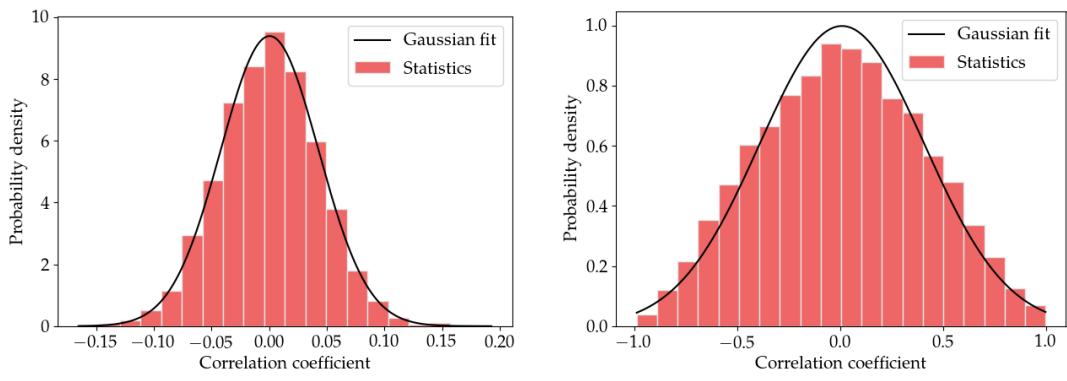 10
8
6
4
2
0
Probability density
Gaussian fit
Statistics
−0.15 −0.10 −0.05 0.00 0.05 0.10 0.15 0.20
Correlation coefficient
1.0
0.8
0.6
0.4
0.2
0.0
Probability density
Gaussian fit
Statistics
−1.0 −0.5 0.0 0.5 1.0
Correlation coefficient